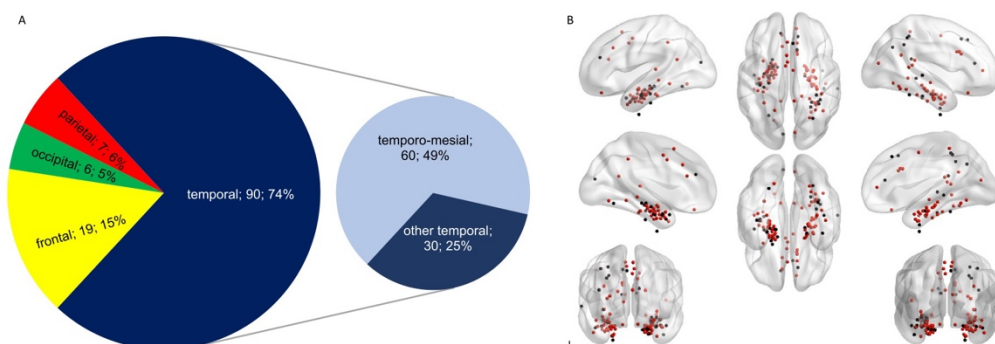 A
B
parietal; 7; 6%
occipital; 6; 5%
temporal; 90; 74%
frontal; 19; 15%
temporo-mesial;
60; 49%
other temporal;
30; 25%